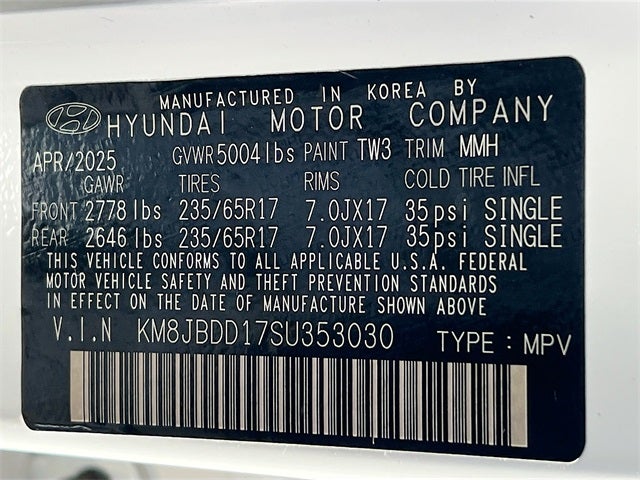 MANUFACTURED IN KOREA BY
HYUNDAI MOTOR COMPANY
APR/2025 GVWR 5004 lbs PAINT TW3 TRIM MMH
GAWR TIRES RIMS COLD TIRE INFL
FRONT 2778 lbs 235/65R17 7.0JX17 35psi SINGLE
REAR 2646 lbs 235/65R17 7.0JX17 35psi SINGLE
THIS VEHICLE CONFORMS TO ALL APPLICABLE U.S.A. FEDERAL
MOTOR VEHICLE SAFETY AND THEFT PREVENTION STANDARDS
IN EFFECT ON THE DATE OF MANUFACTURE SHOWN ABOVE
V.I.N KM8JBDD17SU353030 TYPE : MPV